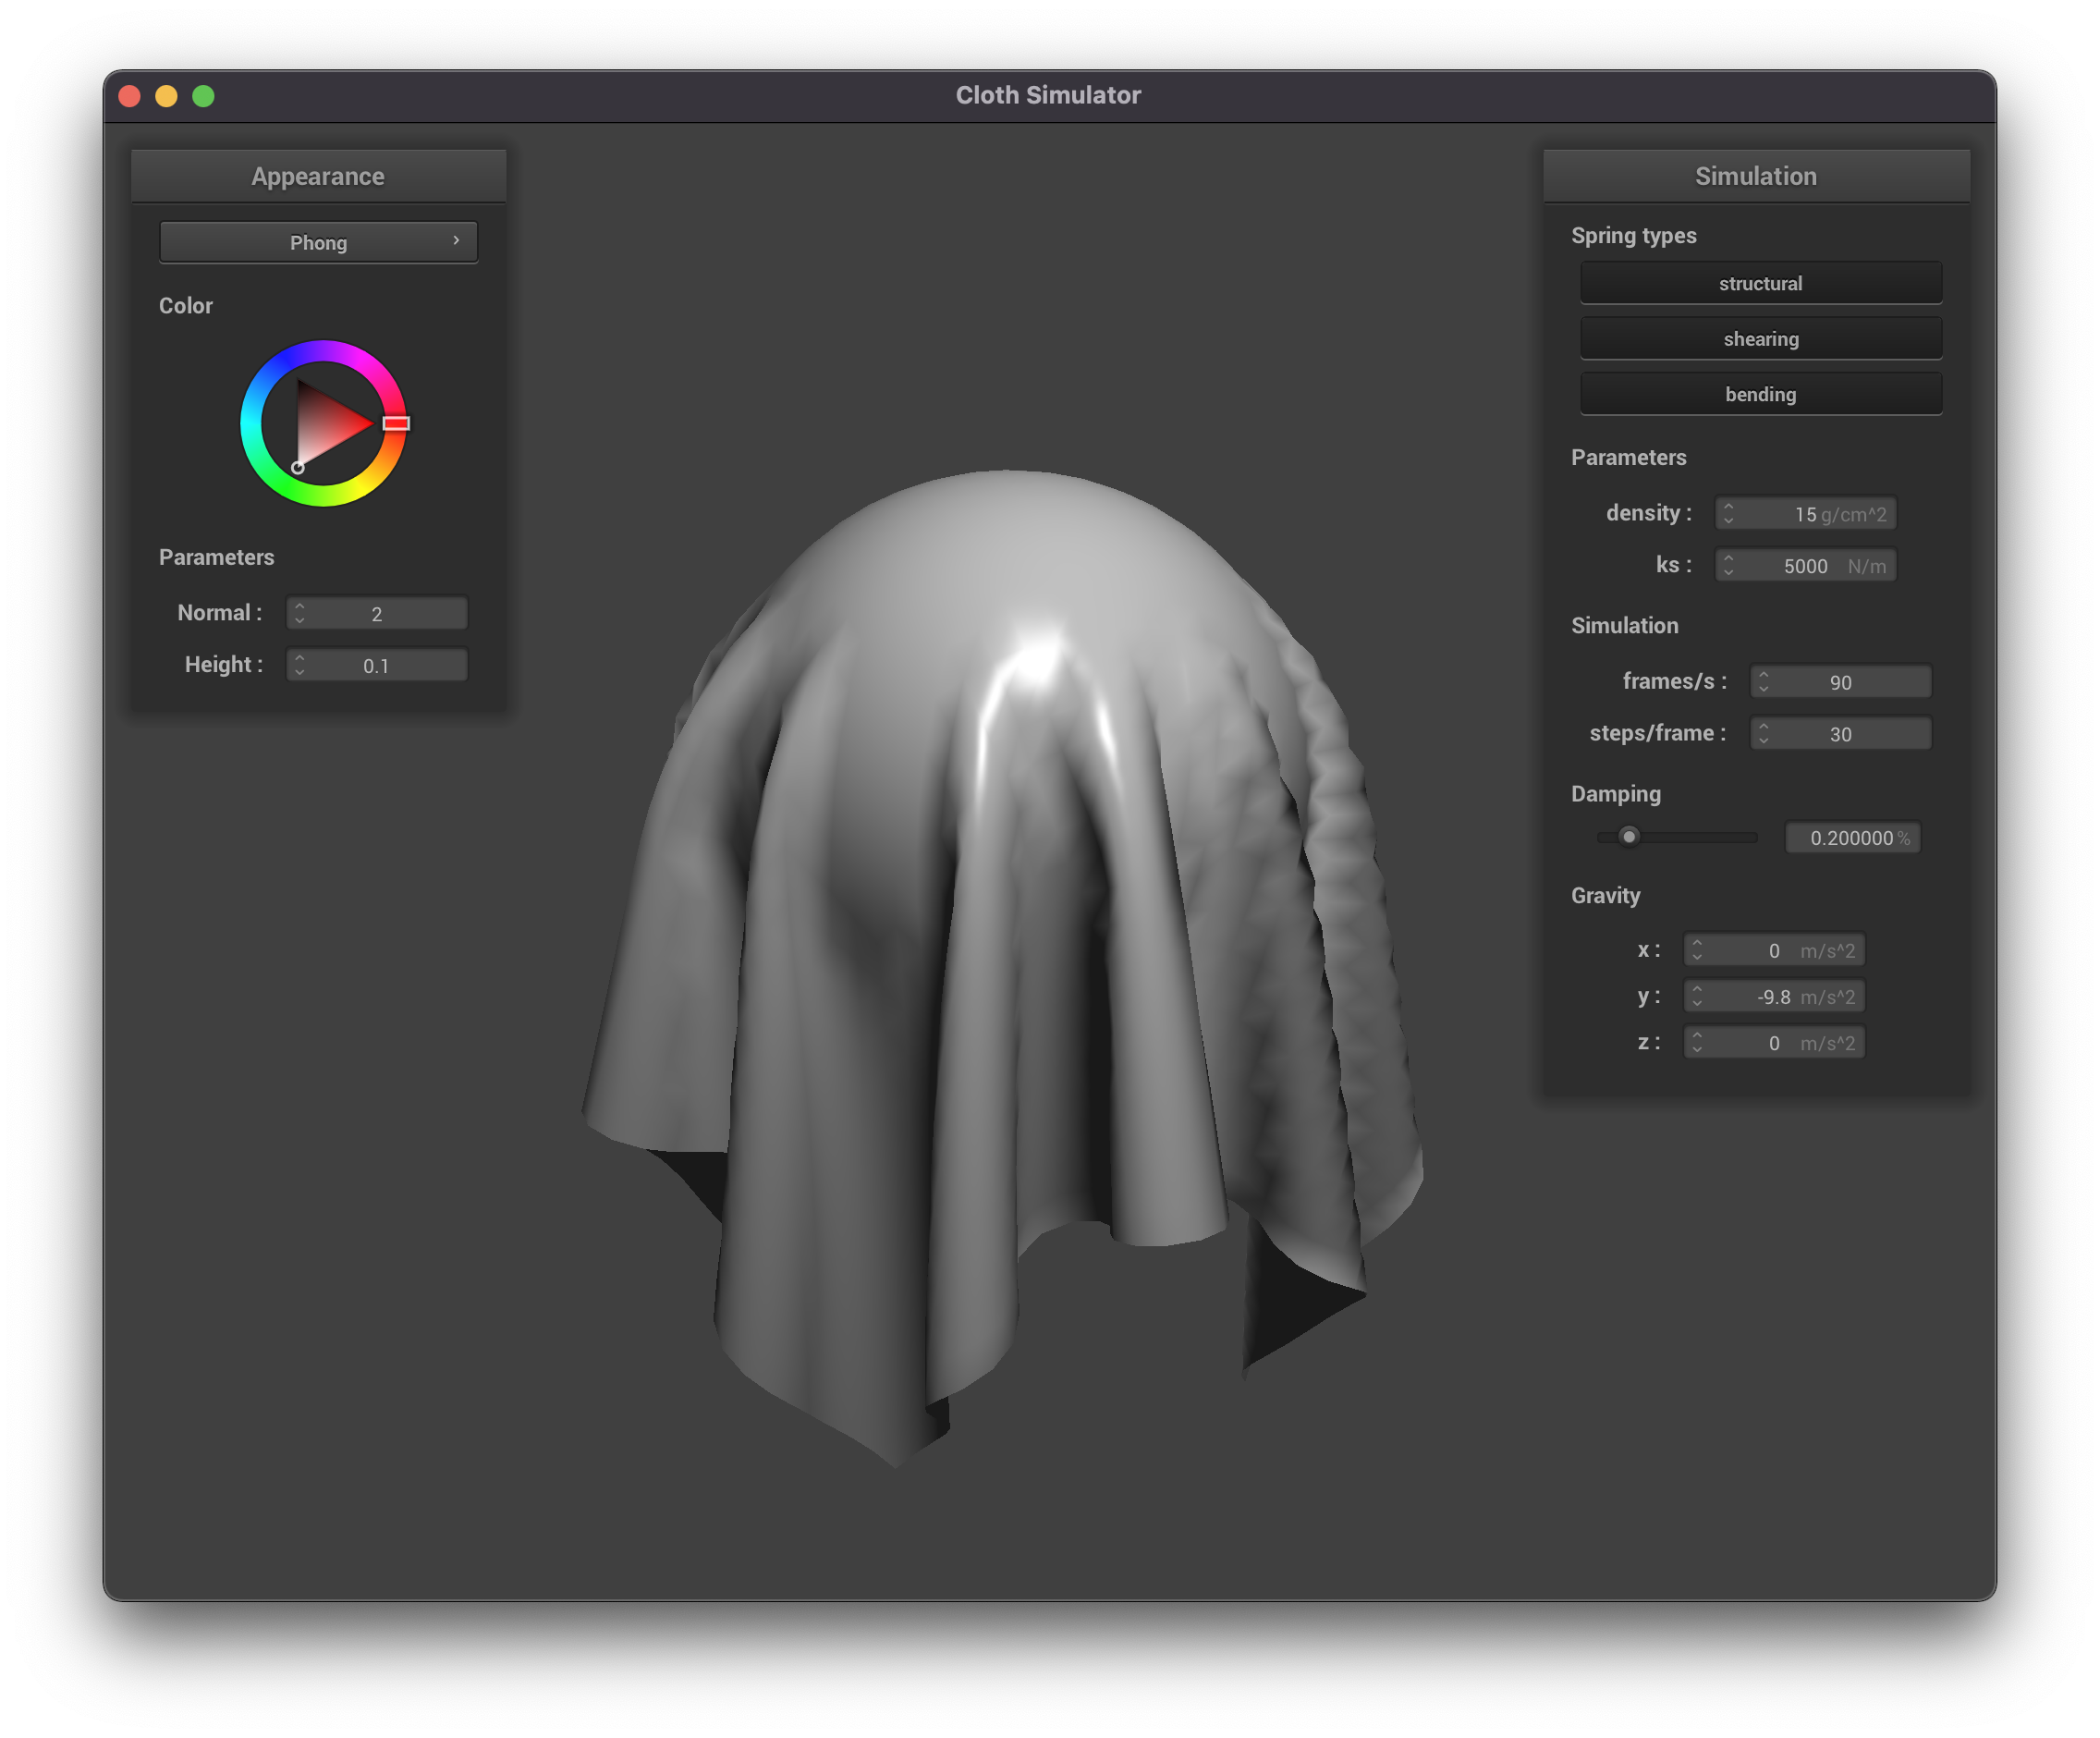 Cloth Simulator
Appearance
Phong
Color
Parameters
Normal : 2
Height : 0.1
Simulation
Spring types
structural
shearing
bending
Parameters
density : 15 g/cm^2
ks : 5000 N/m
Simulation
frames/s : 90
steps/frame : 30
Damping
0.200000 %
Gravity
x : 0 m/s^2
y : -9.8 m/s^2
z : 0 m/s^2